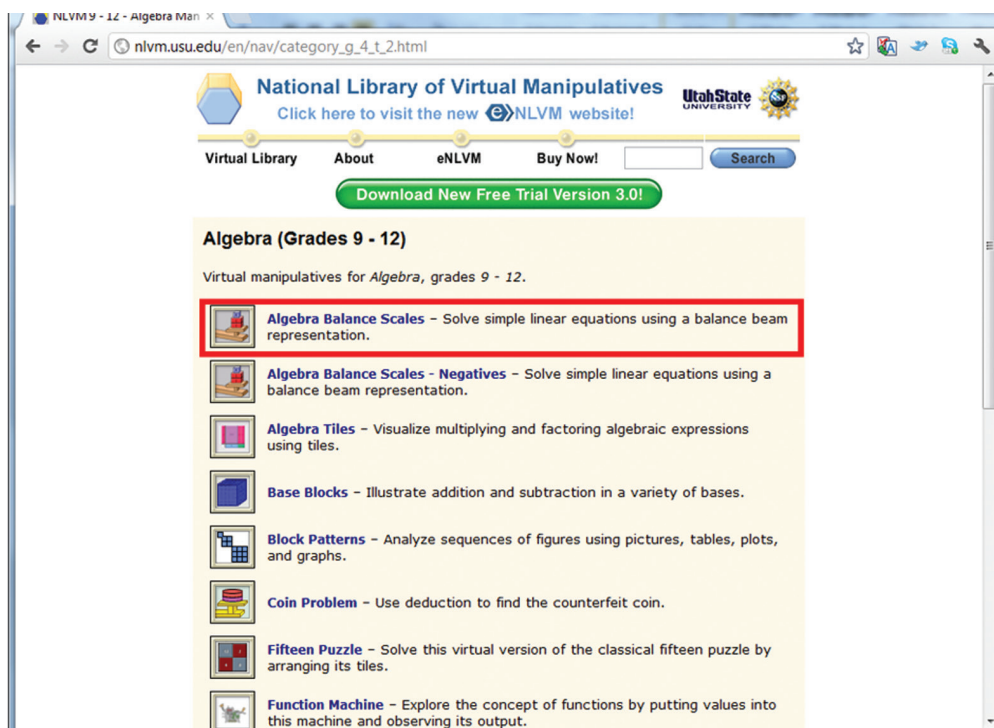 NLVM 9 - 12 - Algebra Man
nlvm.usu.edu/en/nav/category_g_4_t_2.html
National Library of Virtual Manipulatives
Click here to visit the new e NLVM website!
UtahState
UNIVERSITY
NSF
Virtual Library About eNLVM Buy Now! Search
Download New Free Trial Version 3.0!
Algebra (Grades 9 - 12)
Virtual manipulatives for Algebra, grades 9 - 12.
Algebra Balance Scales – Solve simple linear equations using a balance beam
representation.
Algebra Balance Scales - Negatives – Solve simple linear equations using a
balance beam representation.
Algebra Tiles – Visualize multiplying and factoring algebraic expressions
using tiles.
Base Blocks – Illustrate addition and subtraction in a variety of bases.
Block Patterns – Analyze sequences of figures using pictures, tables, plots,
and graphs.
Coin Problem – Use deduction to find the counterfeit coin.
Fifteen Puzzle – Solve this virtual version of the classical fifteen puzzle by
arranging its tiles.
Function Machine – Explore the concept of functions by putting values into
this machine and observing its output.